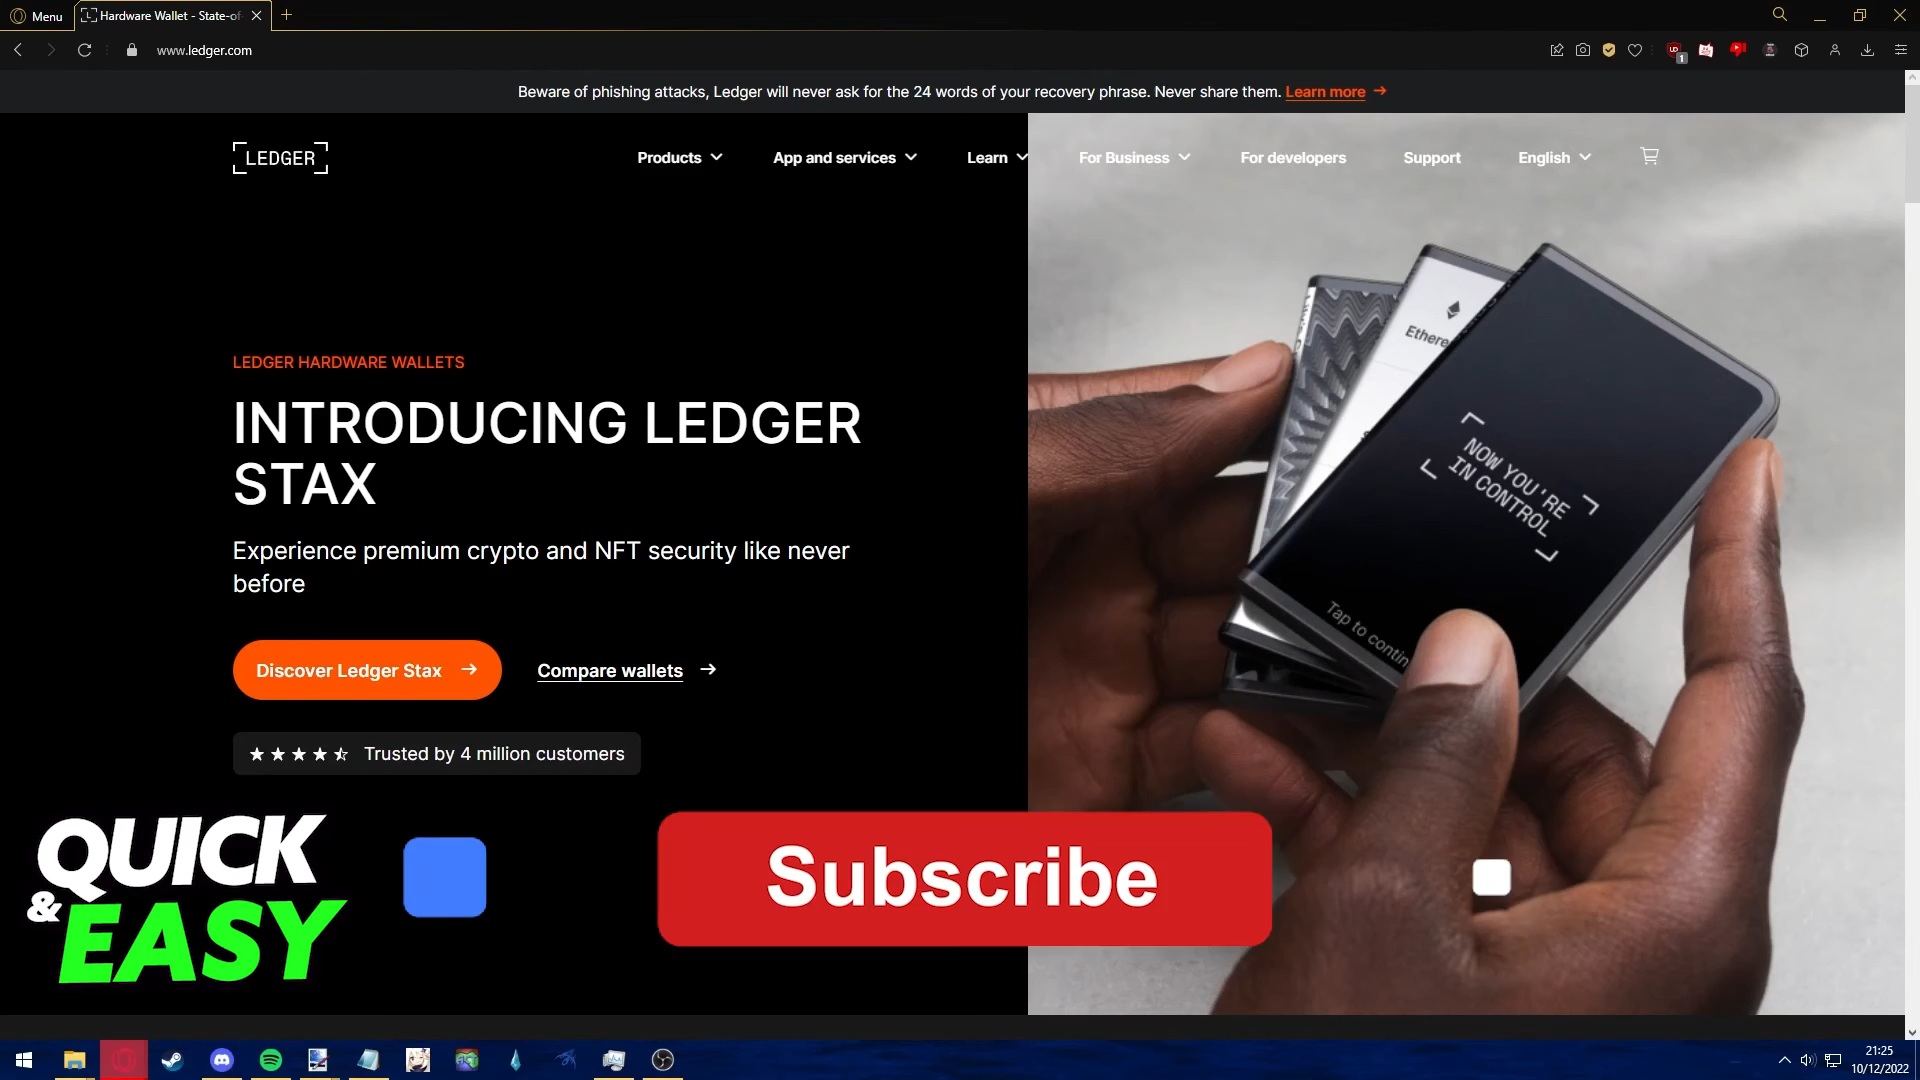 Menu
Hardware Wallet - State-of-
www.ledger.com
1
Beware of phishing attacks, Ledger will never ask for the 24 words of your recovery phrase. Never share them. Learn more
LEDGER
Products
App and services
Learn
For Business
For developers
Support
English
LEDGER HARDWARE WALLETS
INTRODUCING LEDGER
STAX
Experience premium crypto and NFT security like never
before
Discover Ledger Stax
Compare wallets
Trusted by 4 million customers
Ethere
NOW YOU'RE
IN CONTROL
Tap to contin
QUICK
&
EASY
Subscribe
21:25
10/12/2022